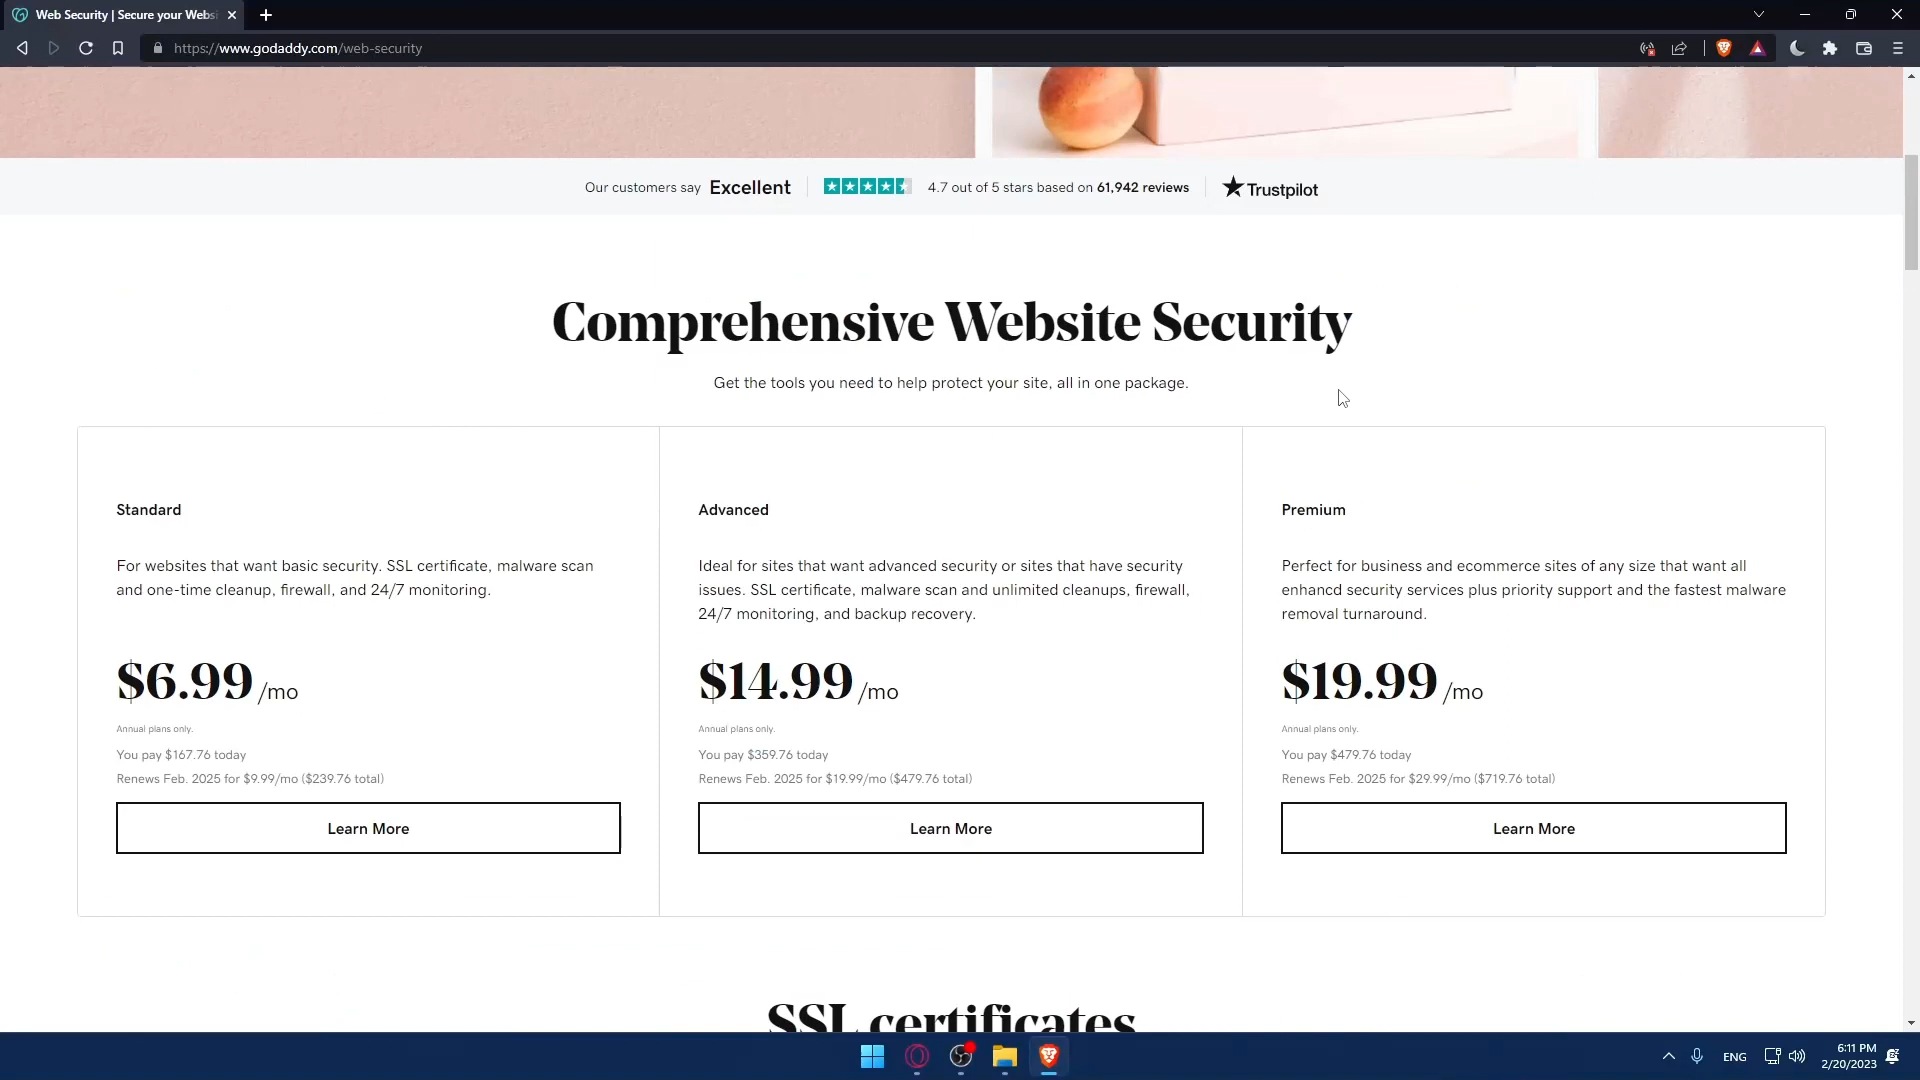 Web Security | Secure your Websi
https://www.godaddy.com/web-security
Our customers say Excellent 4.7 out of 5 stars based on 61,942 reviews Trustpilot
Comprehensive Website Security
Get the tools you need to help protect your site, all in one package.
Standard
For websites that want basic security. SSL certificate, malware scan
and one-time cleanup, firewall, and 24/7 monitoring.
$6.99 /mo
Annual plans only.
You pay $167.76 today
Renews Feb. 2025 for $9.99/mo ($239.76 total)
Learn More
Advanced
Ideal for sites that want advanced security or sites that have security
issues. SSL certificate, malware scan and unlimited cleanups, firewall,
24/7 monitoring, and backup recovery.
$14.99 /mo
Annual plans only.
You pay $359.76 today
Renews Feb. 2025 for $19.99/mo ($479.76 total)
Learn More
Premium
Perfect for business and ecommerce sites of any size that want all
enhancd security services plus priority support and the fastest malware
removal turnaround.
$19.99 /mo
Annual plans only.
You pay $479.76 today
Renews Feb. 2025 for $29.99/mo ($719.76 total)
Learn More
SSL certificates
ENG
6:11 PM
2/20/2023